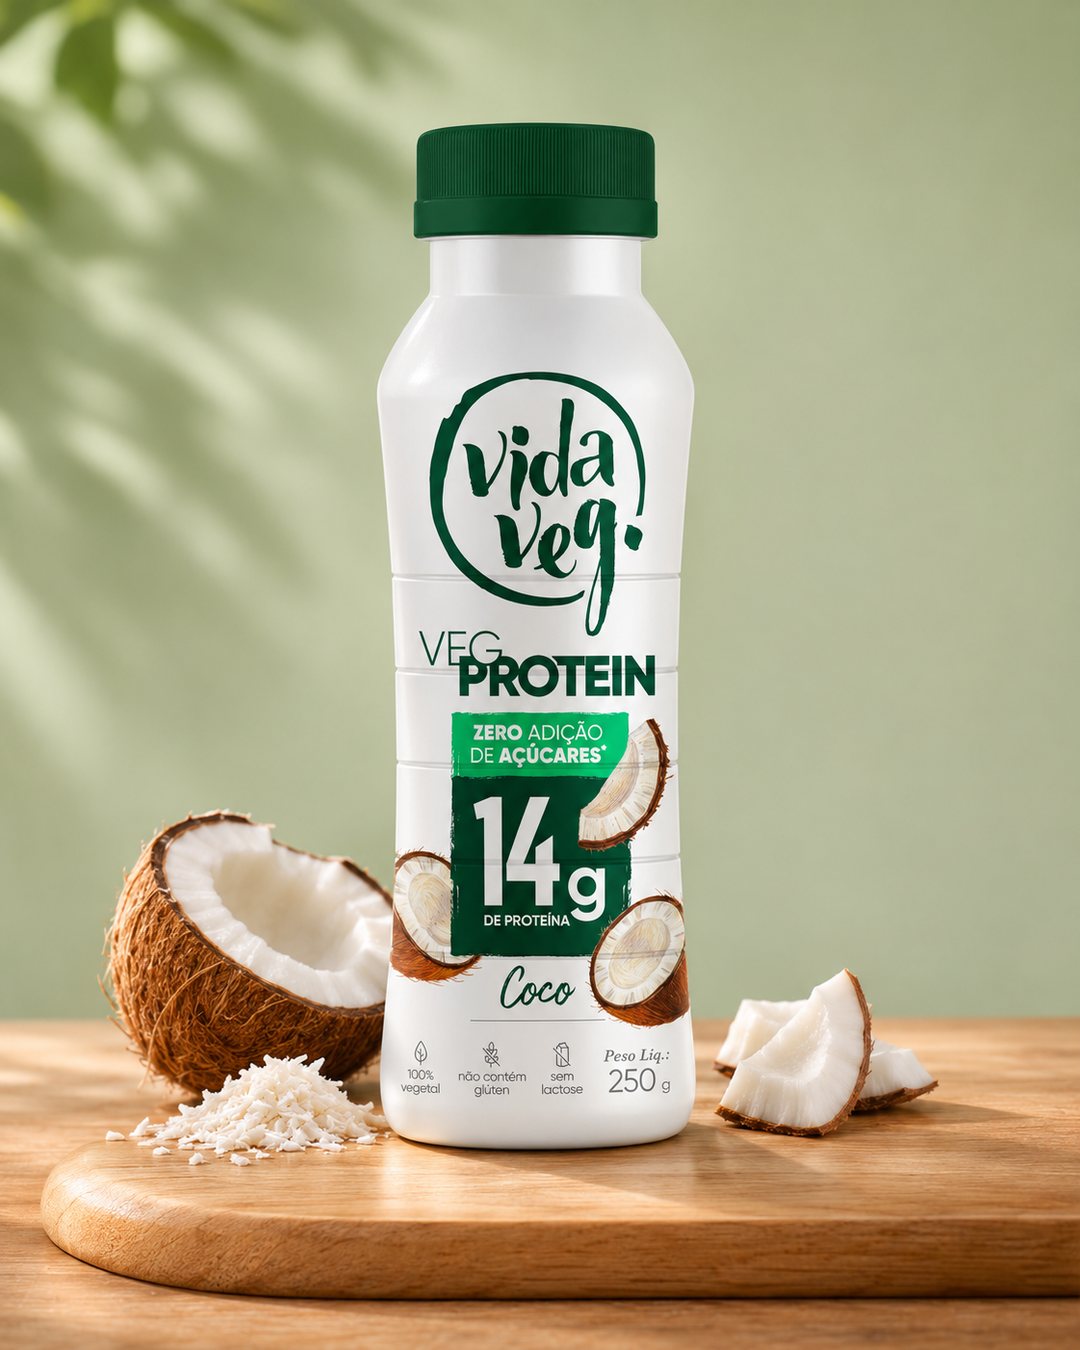 vida
veg.
VEG
PROTEIN
ZERO ADIÇÃO
DE AÇÚCARES*
14g
DE PROTEÍNA
Coco
100%
vegetal
não contém
glúten
sem
lactose
Peso Liq.:
250 g